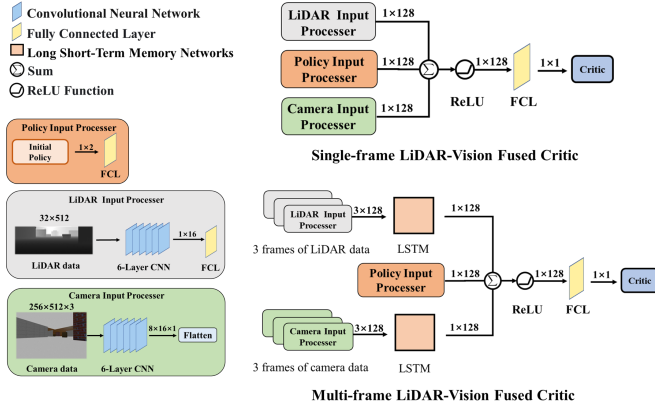 Convolutional Neural Network
Fully Connected Layer
Long Short-Term Memory Networks
Sum
ReLU Function
Policy Input Processer
Initial
Policy
1×2
FCL
LiDAR Input Processer
32×512
1×16
LiDAR data
6-Layer CNN
FCL
Camera Input Processer
256×512×3
8×16×1
Flatten
Camera data
6-Layer CNN
LiDAR Input
Processer
1×128
Policy Input
Processer
1×128
Σ
1×128
1×1
Critic
ReLU
FCL
Camera Input
Processer
1×128
Single-frame LiDAR-Vision Fused Critic
LiDAR Input
Processer
3×128
1×128
3 frames of LiDAR data
LSTM
Policy Input
Processer
1×128
Σ
1×128
1×1
Critic
ReLU
FCL
Camera Input
Processer
3×128
1×128
3 frames of camera data
LSTM
Multi-frame LiDAR-Vision Fused Critic